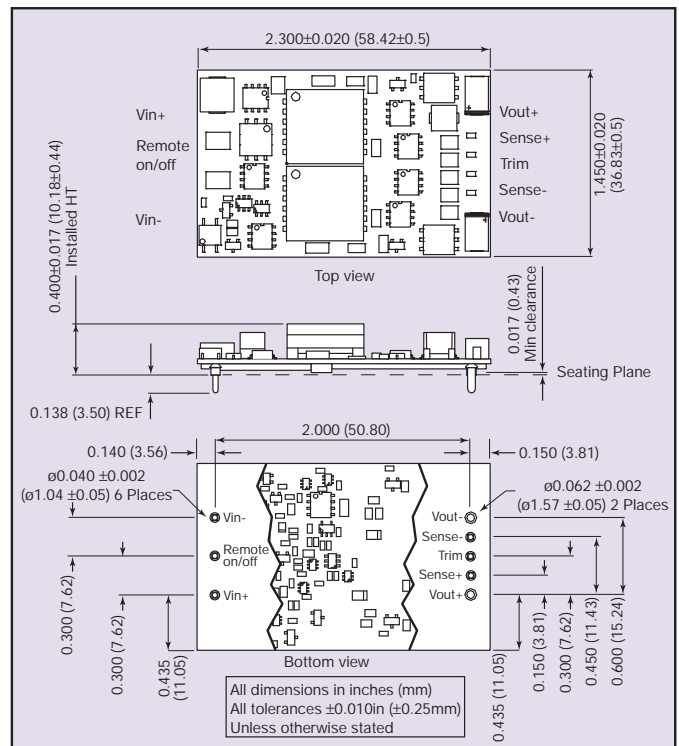 2.300±0.020 (58.42±0.5)
Vin+
Remote
on/off
Vin-
Vout+
Sense+
Trim
Sense-
Vout-
1.450±0.020
(36.83±0.5)
Top view
0.400±0.017 (10.18±0.44)
Installed HT
0.017 (0.43)
Min clearance
Seating Plane
0.138 (3.50) REF
2.000 (50.80)
0.140 (3.56)
0.150 (3.81)
ø0.040 ±0.002
(ø1.04 ±0.05) 6 Places
ø0.062 ±0.002
(ø1.57 ±0.05) 2 Places
Vin-
Remote
on/off
Vin+
Vout-
Sense-
Trim
Sense+
Vout+
0.300 (7.62)
0.300 (7.62)
0.435
(11.05)
0.435 (11.05)
0.150 (3.81)
0.300 (7.62)
0.450 (11.43)
0.600 (15.24)
Bottom view
All dimensions in inches (mm)
All tolerances ±0.010in (±0.25mm)
Unless otherwise stated